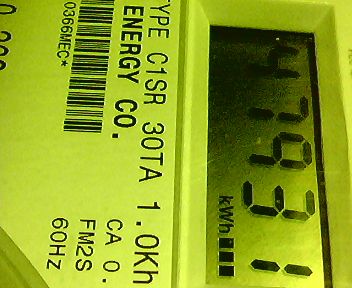 47931
kWh
TYPE C1SR 30TA 1.0Kh
ENERGY CO.
CA 0.
FM2S
60HZ
0366MEC*